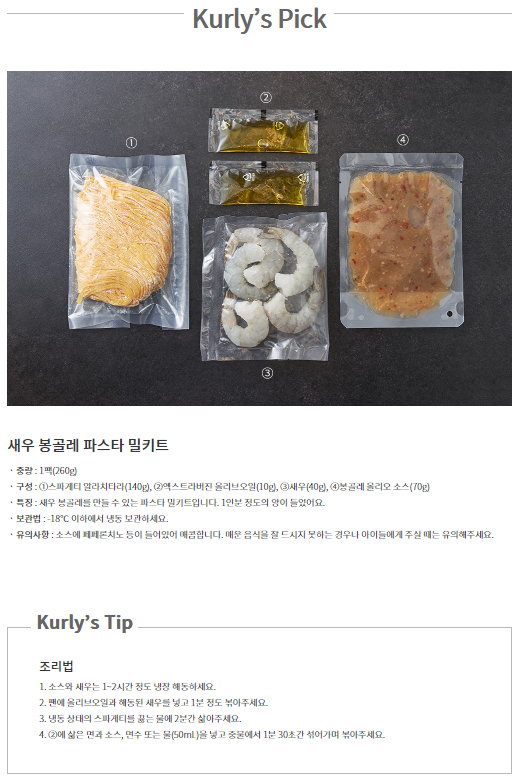 Kurly’s Pick
②
①
④
③
새우 봉골레 파스타 밀키트
· 중량 : 1팩(260g)
· 구성 : ①스파게티 알라치타라(140g), ②엑스트라버진 올리브오일(10g), ③새우(40g), ④봉골레 올리오 소스(70g)
· 특징 : 새우 봉골레를 만들 수 있는 파스타 밀키트입니다. 1인분 정도의 양이 들었어요.
· 보관법 : -18℃ 이하에서 냉동 보관하세요.
· 유의사항 : 소스에 페페론치노 등이 들어있어 매콤합니다. 매운 음식을 잘 드시지 못하는 경우나 아이들에게 주실 때는 유의해주세요.
Kurly’s Tip
조리법
1. 소스와 새우는 1~2시간 정도 냉장 해동하세요.
2. 팬에 올리브오일과 해동된 새우를 넣고 1분 정도 볶아주세요.
3. 냉동 상태의 스파게티를 끓는 물에 2분간 삶아주세요.
4. ②에 삶은 면과 소스, 면수 또는 물(50mL)을 넣고 중불에서 1분 30초간 섞어가며 볶아주세요.